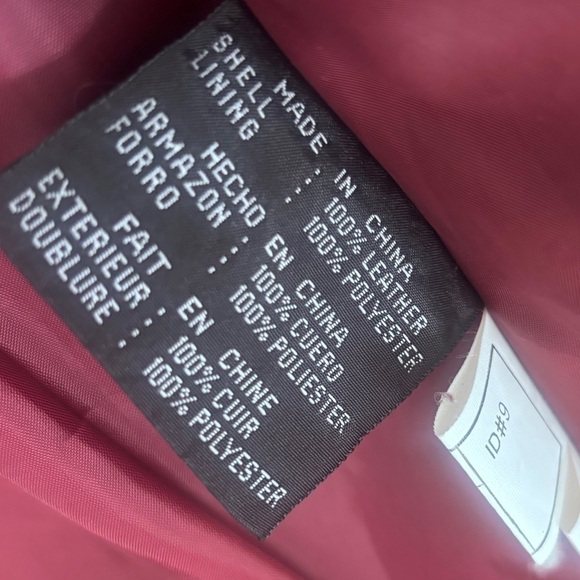 MADE IN CHINA
SHELL : 100% LEATHER
LINING : 100% POLYESTER
HECHO EN CHINA
ARMAZON : 100% CUERO
FORRO : 100% POLIESTER
FAIT EN CHINE
EXTERIEUR : 100% CUIR
DOUBLURE : 100% POLYESTER
ID#9